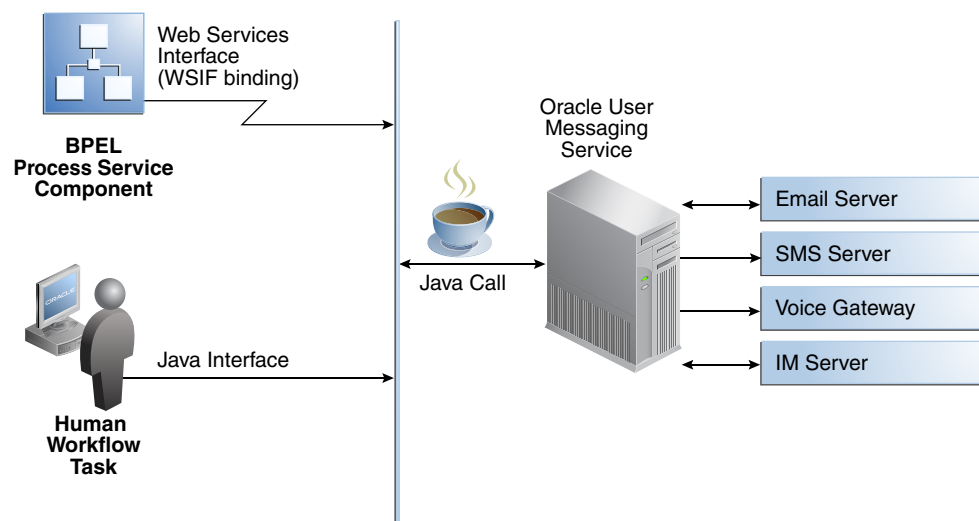 Web Services
Interface
(WSIF binding)
BPEL
Process Service
Component
Oracle User
Messaging
Service
Email Server
SMS Server
Voice Gateway
IM Server
Java Call
ORACLE
Java Interface
Human
Workflow
Task